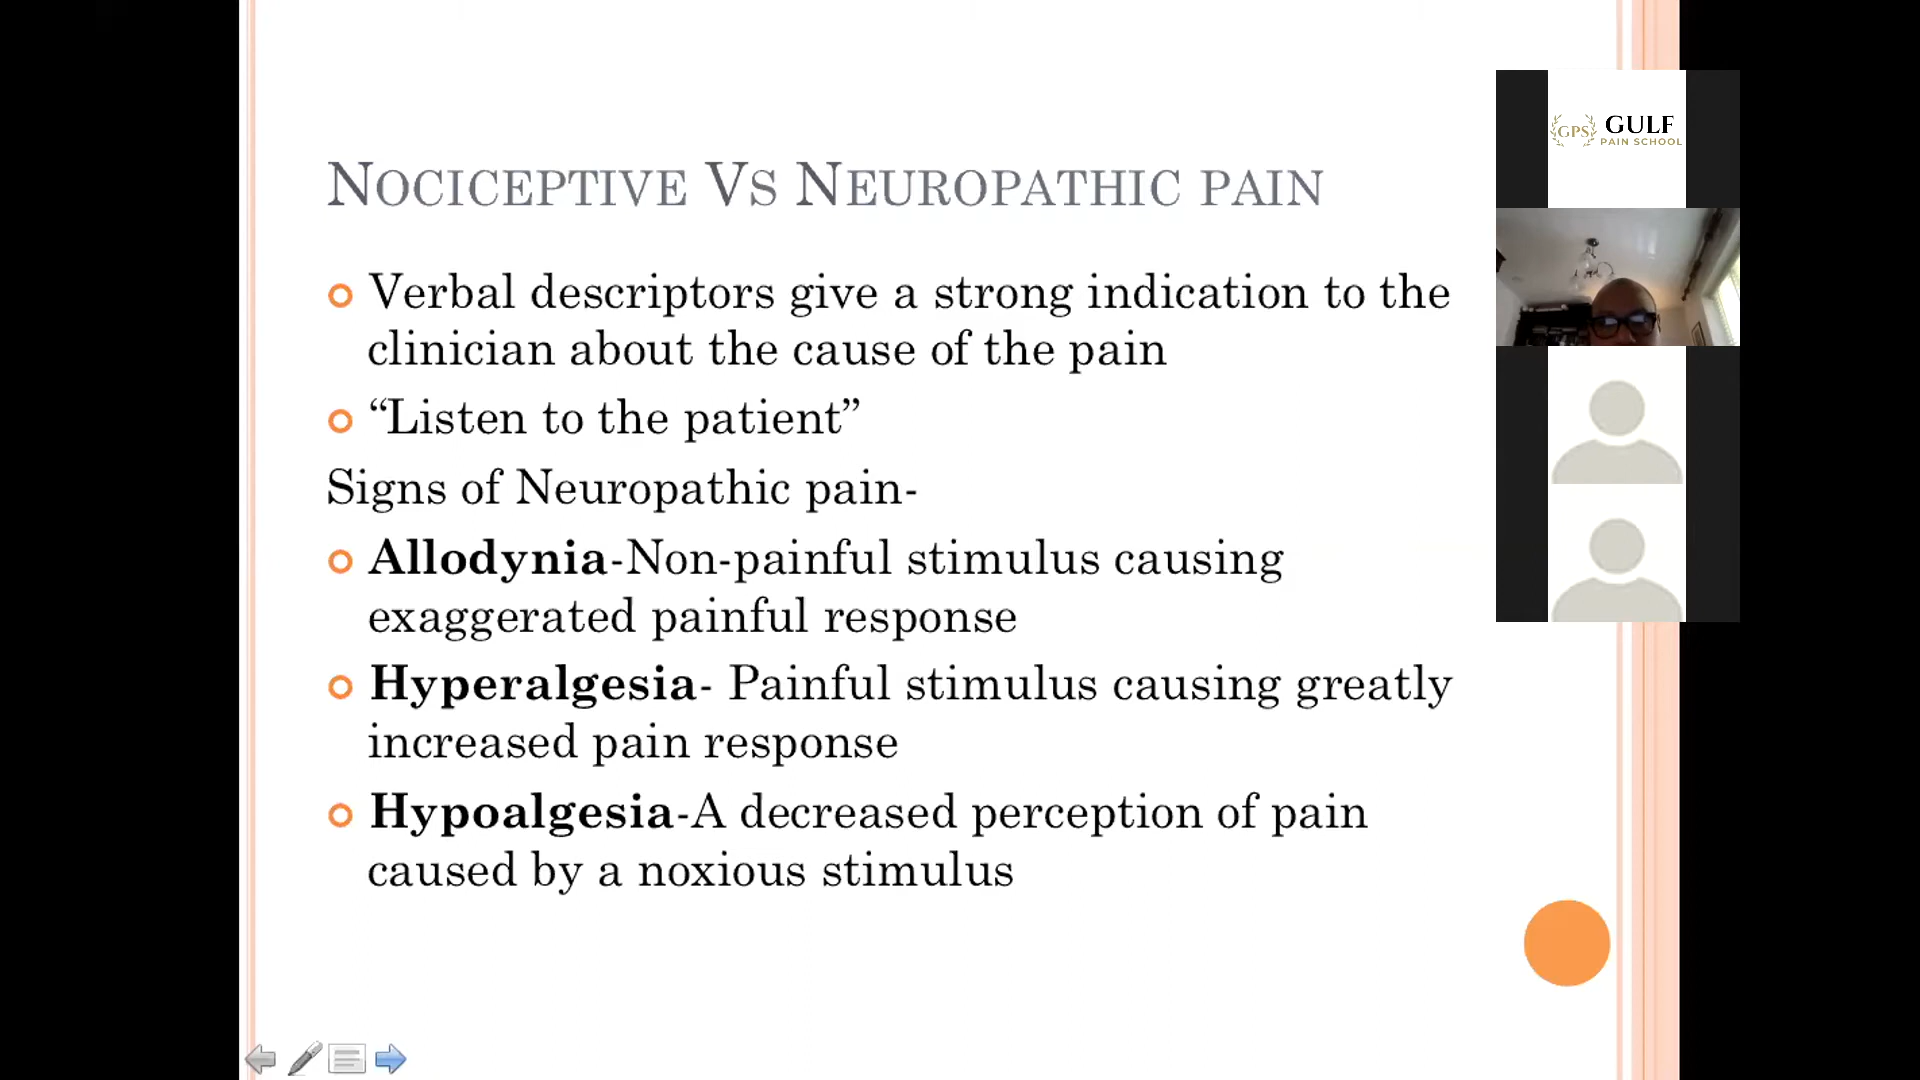 NOCICEPTIVE VS NEUROPATHIC PAIN
Verbal descriptors give a strong indication to the
clinician about the cause of the pain
“Listen to the patient”
Signs of Neuropathic pain-
Allodynia-Non-painful stimulus causing
exaggerated painful response
Hyperalgesia- Painful stimulus causing greatly
increased pain response
Hypoalgesia-A decreased perception of pain
caused by a noxious stimulus
GPS GULF
PAIN SCHOOL